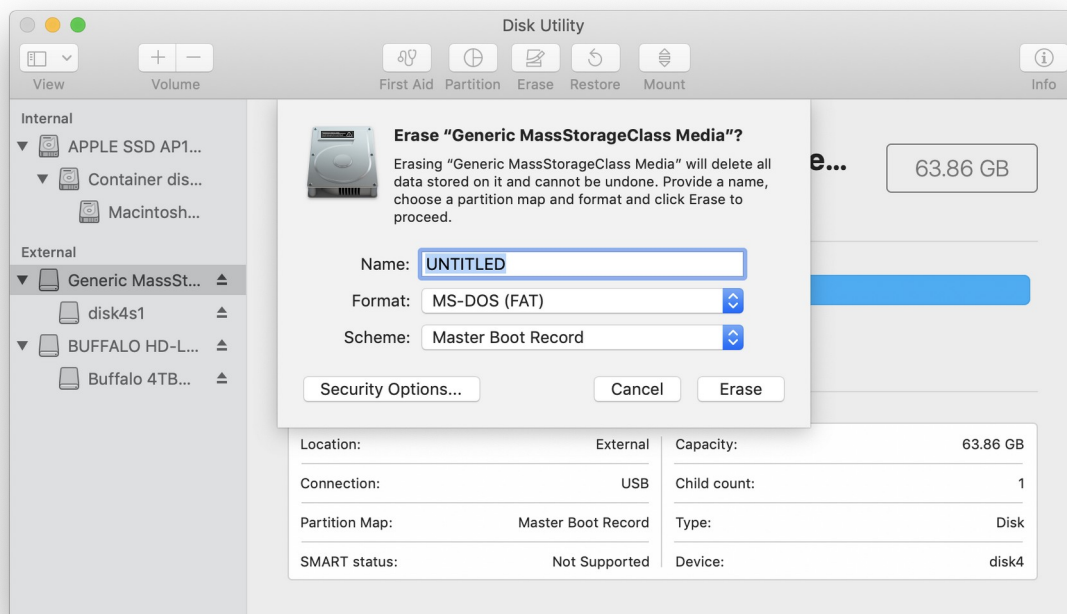 Disk Utility
View
Volume
First Aid
Partition
Erase
Restore
Mount
Info
Internal
APPLE SSD AP1...
Container dis...
Macintosh...
External
Generic MassSt...
disk4s1
BUFFALO HD-L...
Buffalo 4TB...
e...
63.86 GB
Erase “Generic MassStorageClass Media”?
Erasing “Generic MassStorageClass Media” will delete all
data stored on it and cannot be undone. Provide a name,
choose a partition map and format and click Erase to
proceed.
Name: UNTITLED
Format: MS-DOS (FAT)
Scheme: Master Boot Record
Security Options...
Cancel
Erase
Location: External
Capacity: 63.86 GB
Connection: USB
Child count: 1
Partition Map: Master Boot Record
Type: Disk
SMART status: Not Supported
Device: disk4